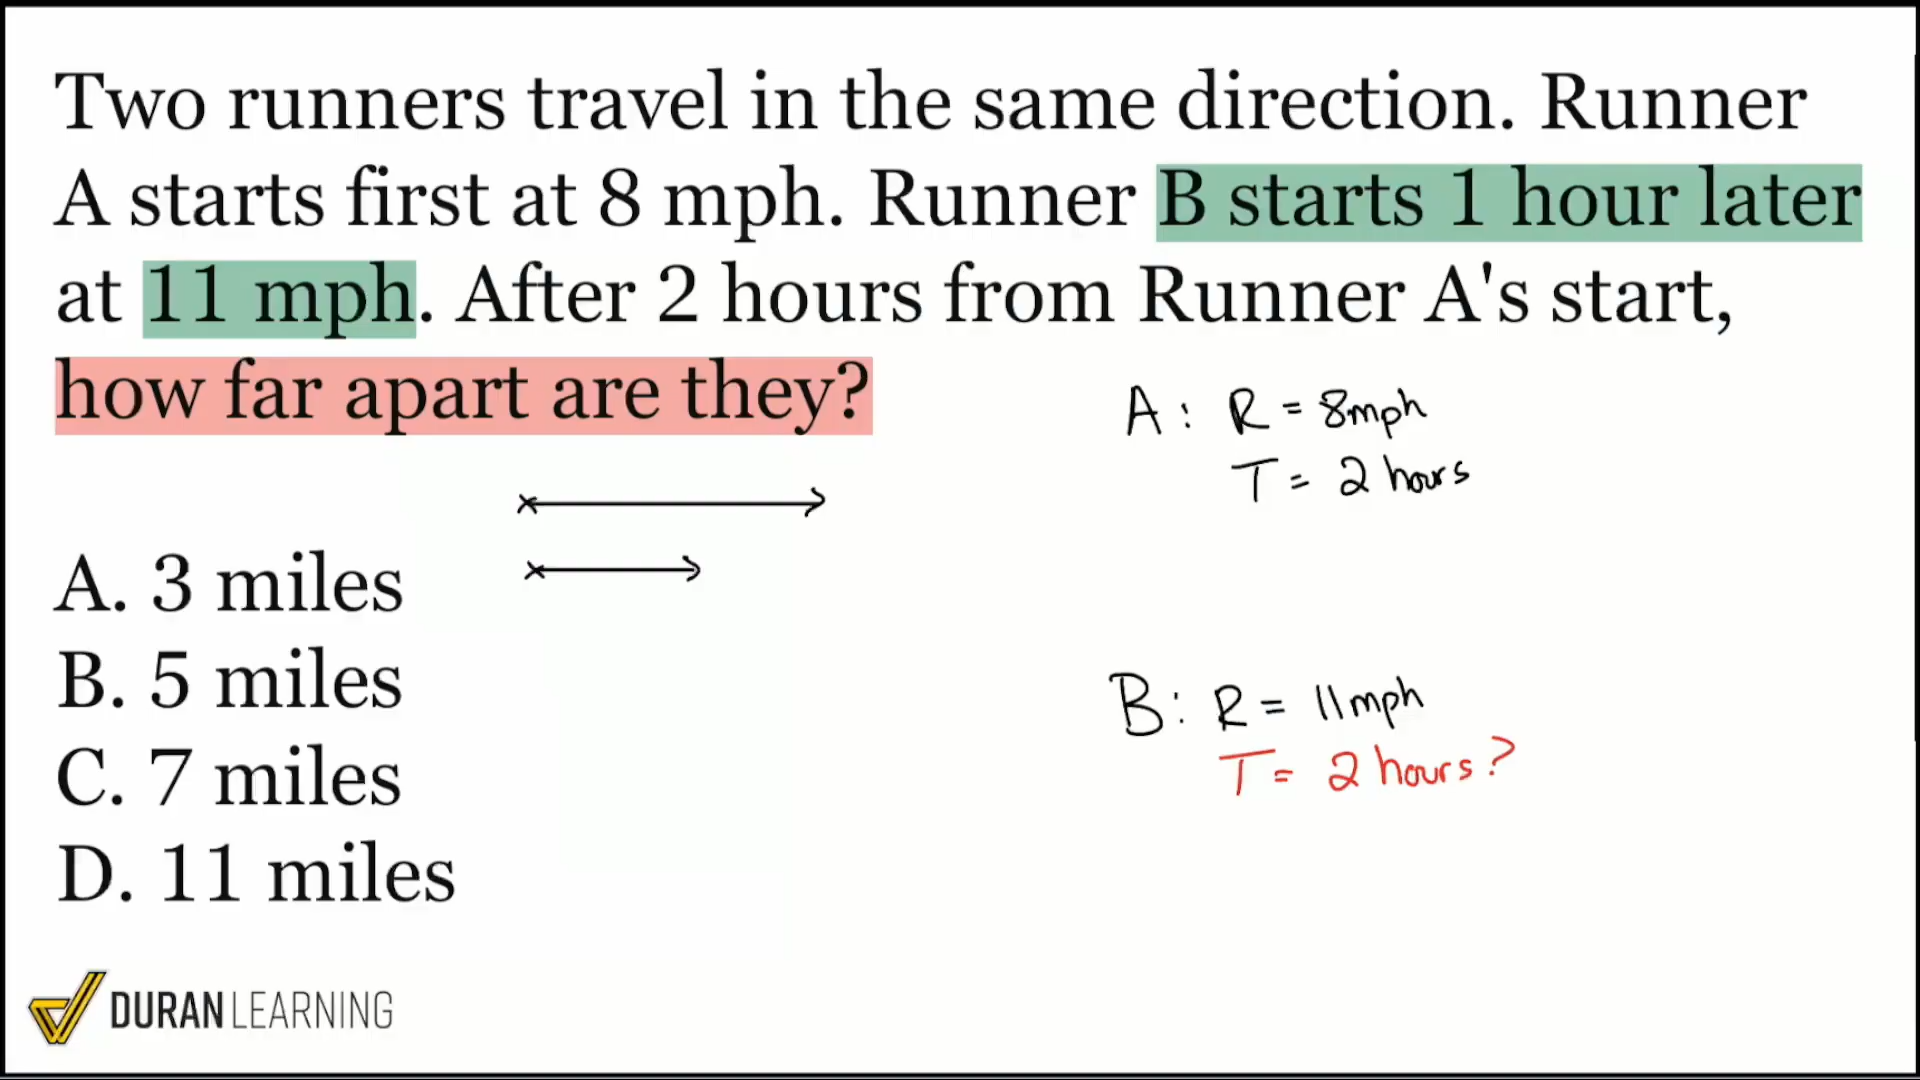 Two runners travel in the same direction. Runner
A starts first at 8 mph. Runner B starts 1 hour later
at 11 mph. After 2 hours from Runner A's start,
how far apart are they?
A: R = 8mph
T = 2 hours
A. 3 miles
B. 5 miles
C. 7 miles
D. 11 miles
B: R = 11mph
T = 2 hours?
DURAN LEARNING